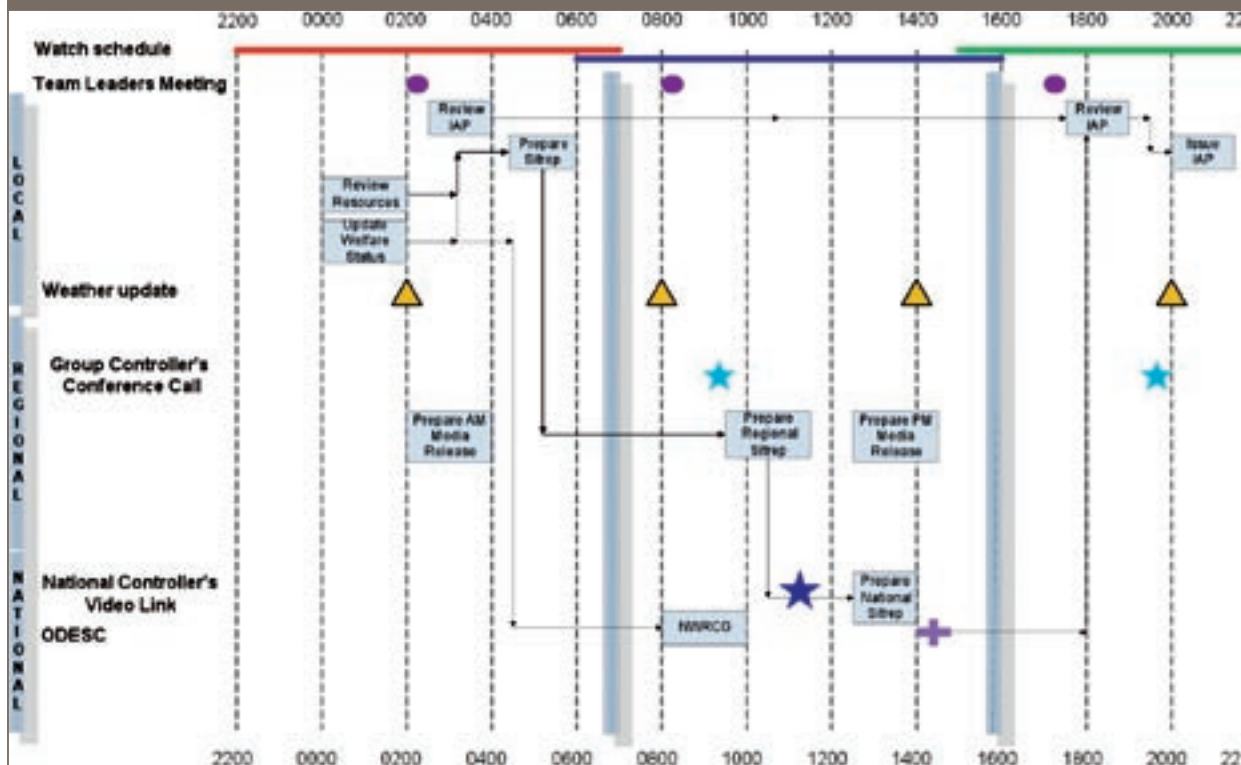 2200 0000 0200 0400 0600 0800 1000 1200 1400 1600 1800 2000 22
Watch schedule
Team Leaders Meeting
Review
IAP
Review
IAP
Prepare
Sitrep
Issue
IAP
LOCAL
Review
Resources
Update
Welfare
Status
Weather update
REGIONAL
Group Controller's
Conference Call
Prepare AM
Media
Release
Prepare
Regional
Sitrep
Prepare PM
Media
Release
NATIONAL
National Controller's
Video Link
Prepare
National
Sitrep
ODESC
2200 0000 0200 0400 0600 0800 1000 1200 1400 1600 1800 2000 22